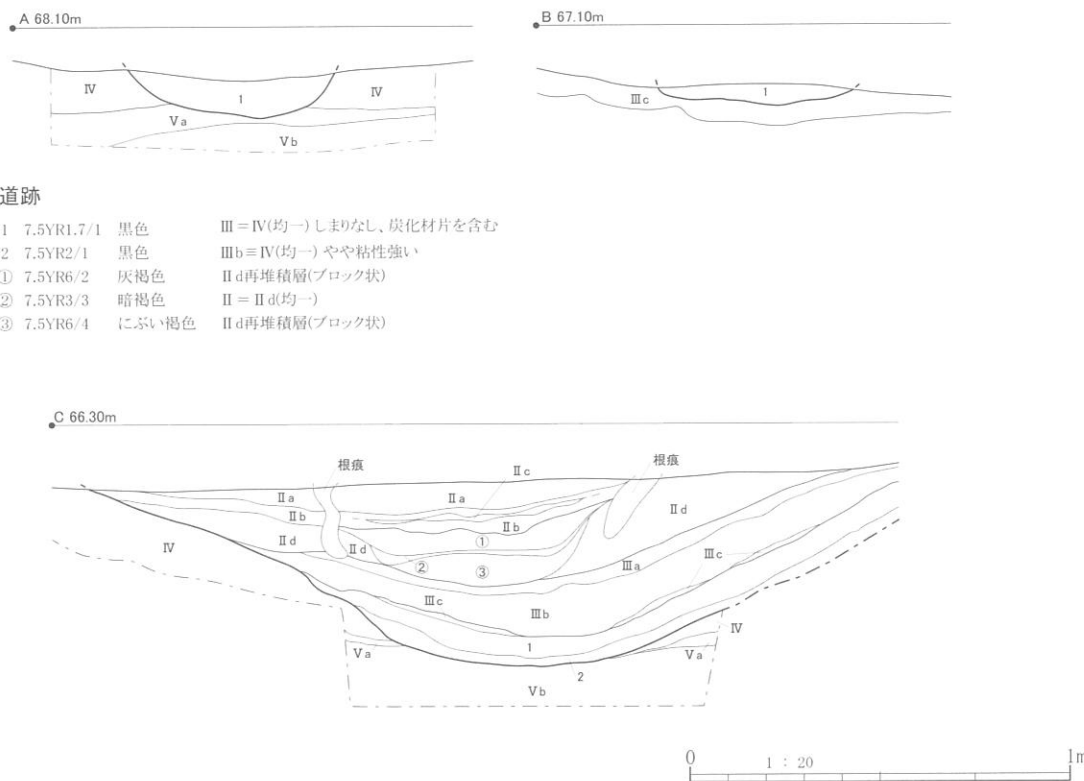 A 68.10m
B 67.10m
Ⅳ
1
Ⅳ
Ⅴa
Ⅴb
Ⅲc
1
道跡
1 7.5YR1.7/1 黒色 Ⅲ=Ⅳ(均一)しまりなし、炭化材片を含む
2 7.5YR2/1 黒色 Ⅲb≡Ⅳ(均一)やや粘性強い
① 7.5YR6/2 灰褐色 Ⅱd再堆積層(ブロック状)
② 7.5YR3/3 暗褐色 Ⅱ=Ⅱd(均一)
③ 7.5YR6/4 にぶい褐色 Ⅱd再堆積層(ブロック状)
C 66.30m
根痕
Ⅱc
根痕
Ⅱa
Ⅱa
Ⅱb
Ⅱb
Ⅱd
Ⅱd
Ⅱd
①
②
③
Ⅳ
Ⅲc
Ⅲb
Ⅲa
Ⅲc
1
Ⅳ
Ⅴa
Ⅴa
2
Ⅴb
0 1:20 1m